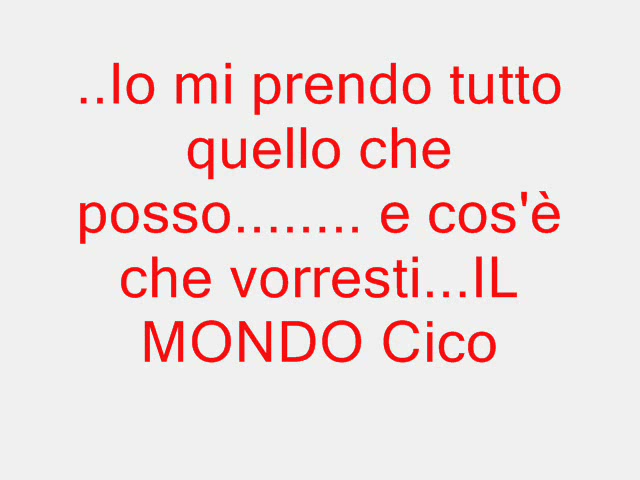 ..Io mi prendo tutto
quello che
posso........ e cos'è
che vorresti...IL
MONDO Cico